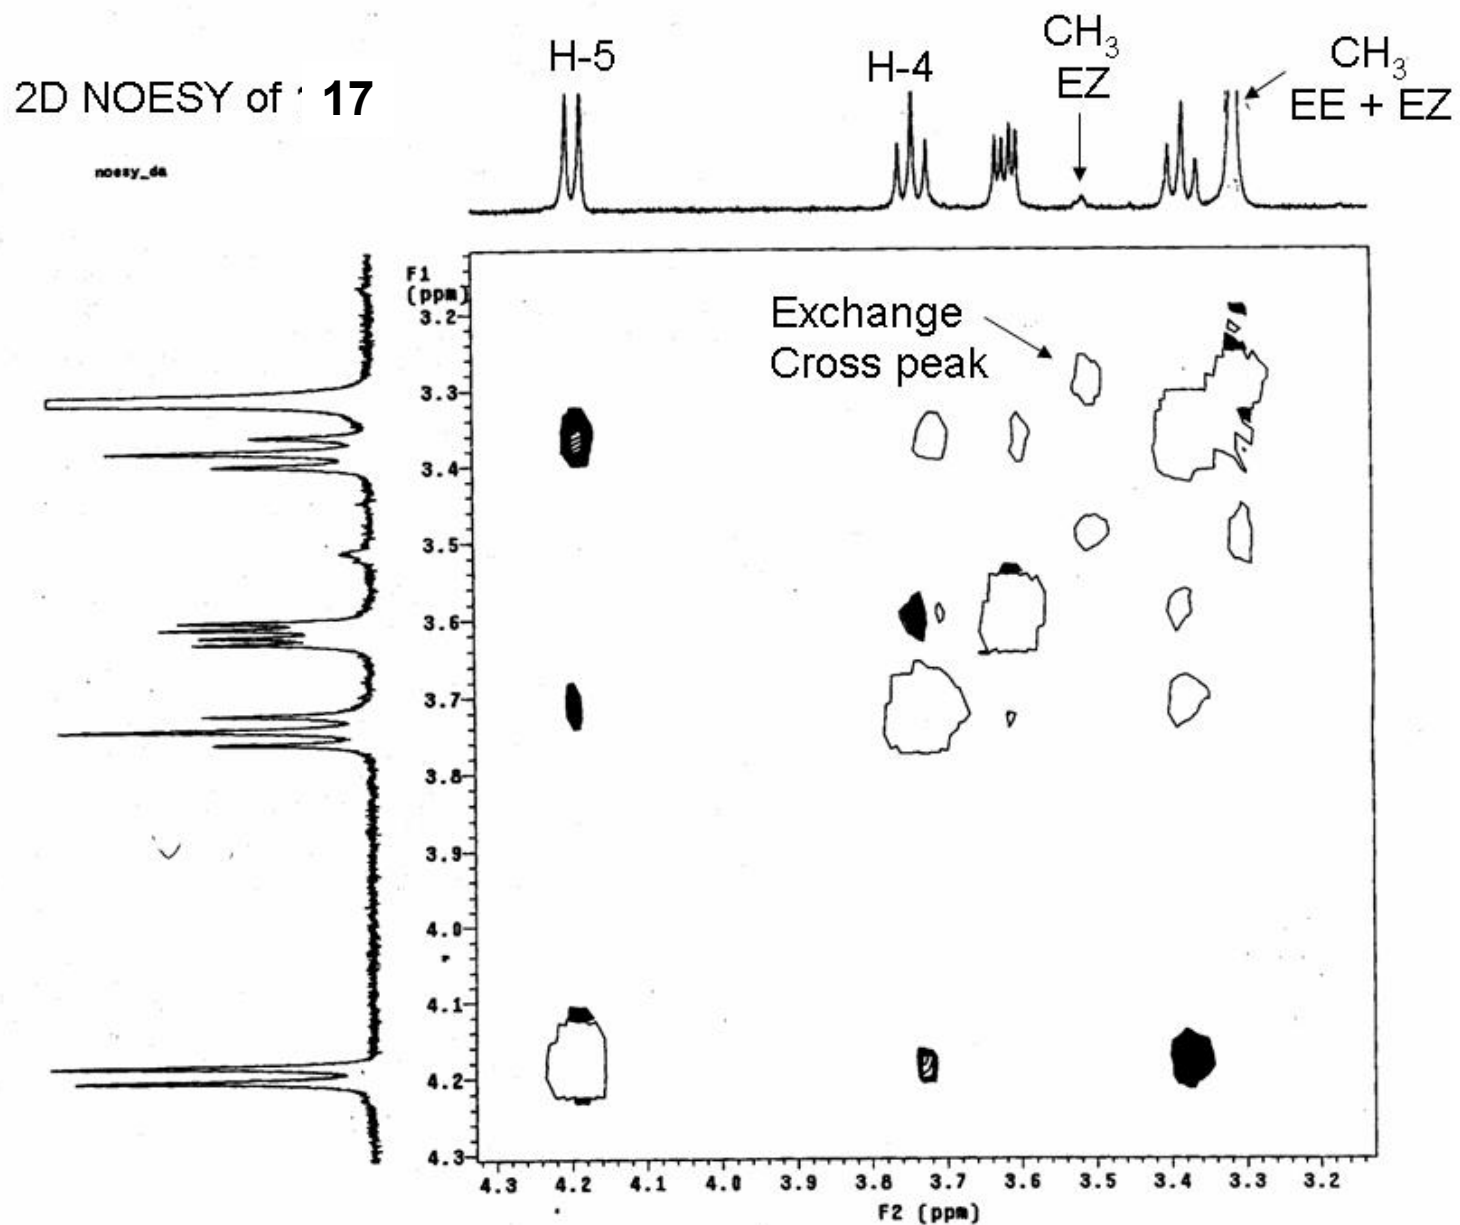 2D NOESY of 17
noesy_da
H-5
H-4
CH3
EZ
CH3
EE + EZ
F1
(ppm)
3.2
3.3
3.4
3.5
3.6
3.7
3.8
3.9
4.0
4.1
4.2
4.3
Exchange
Cross peak
4.3 4.2 4.1 4.0 3.9 3.8 3.7 3.6 3.5 3.4 3.3 3.2
F2 (ppm)